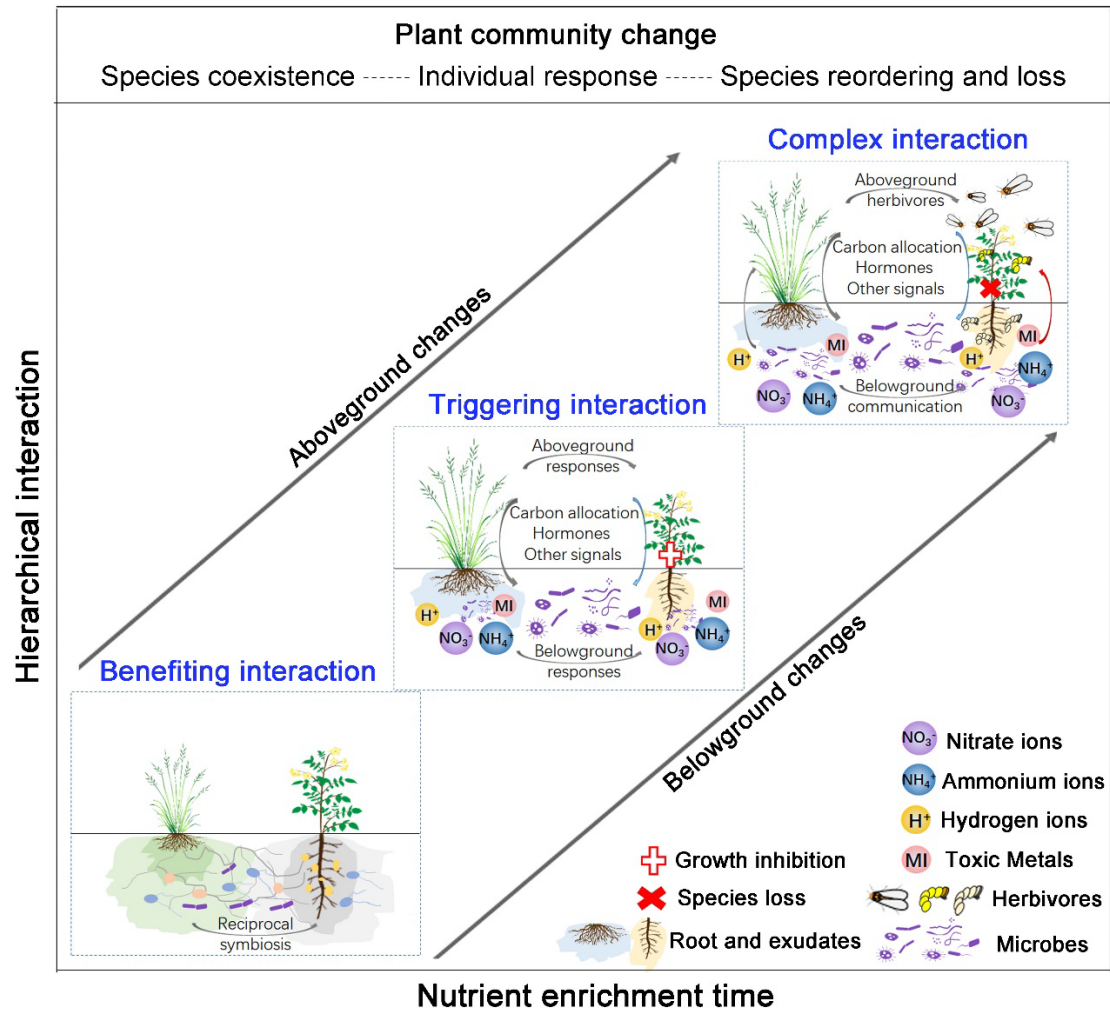 Plant community change
Species coexistence ------ Individual response ------ Species reordering and loss
Complex interaction
Aboveground
herbivores
Carbon allocation
Hormones
Other signals
MI
H⁺
H⁺
MI
NH₄⁺
NO₃⁻
NH₄⁺
Belowground
communication
NO₃⁻
Aboveground changes
Triggering interaction
Aboveground
responses
Carbon allocation
Hormones
Other signals
H⁺
MI
MI
NO₃⁻
NH₄⁺
H⁺
NO₃⁻
NH₄⁺
Belowground
responses
Hierarchical interaction
Benefiting interaction
Reciprocal
symbiosis
Belowground changes
NO₃⁻ Nitrate ions
NH₄⁺ Ammonium ions
H⁺ Hydrogen ions
Growth inhibition
MI Toxic Metals
Species loss
Herbivores
Root and exudates
Microbes
Nutrient enrichment time